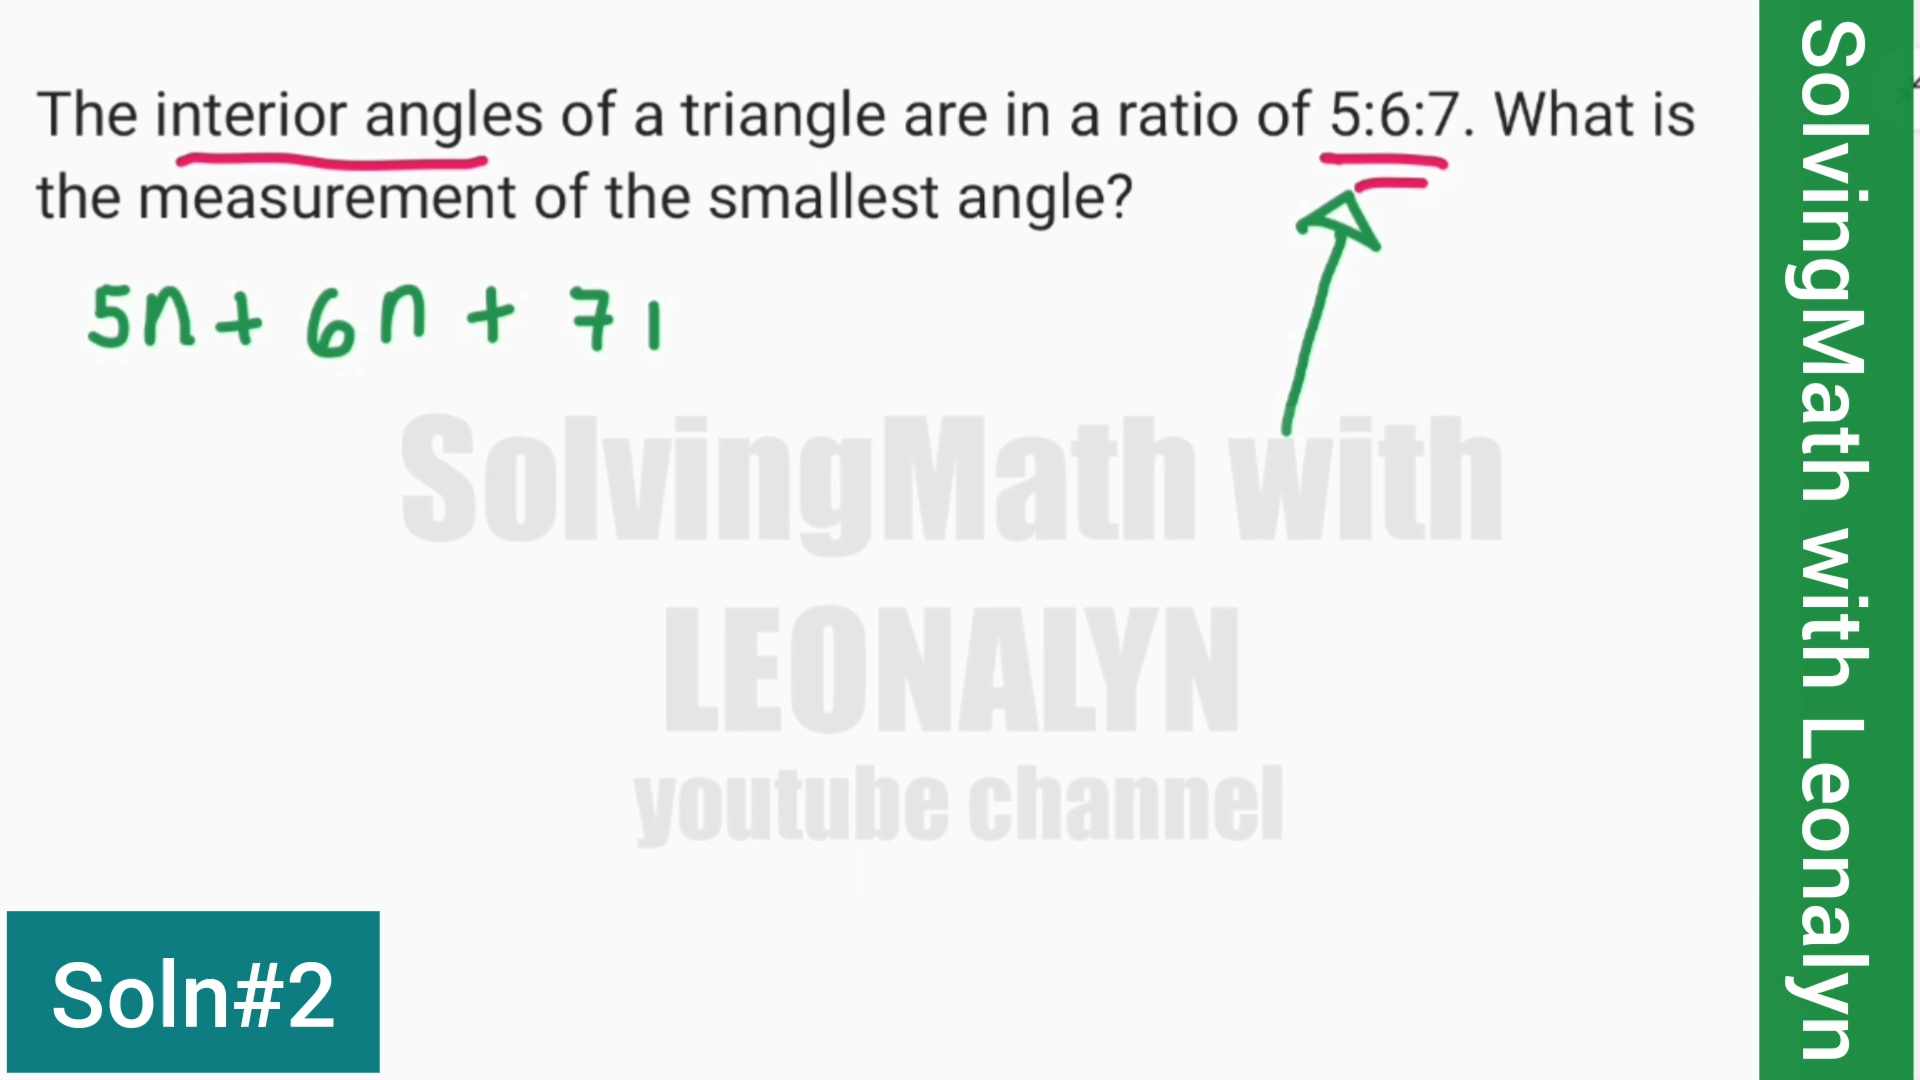 The interior angles of a triangle are in a ratio of 5:6:7. What is
the measurement of the smallest angle?
5n + 6n + 7
SolvingMath with
LEONALYN
youtube channel
Soln#2
SolvingMath with Leonalyn